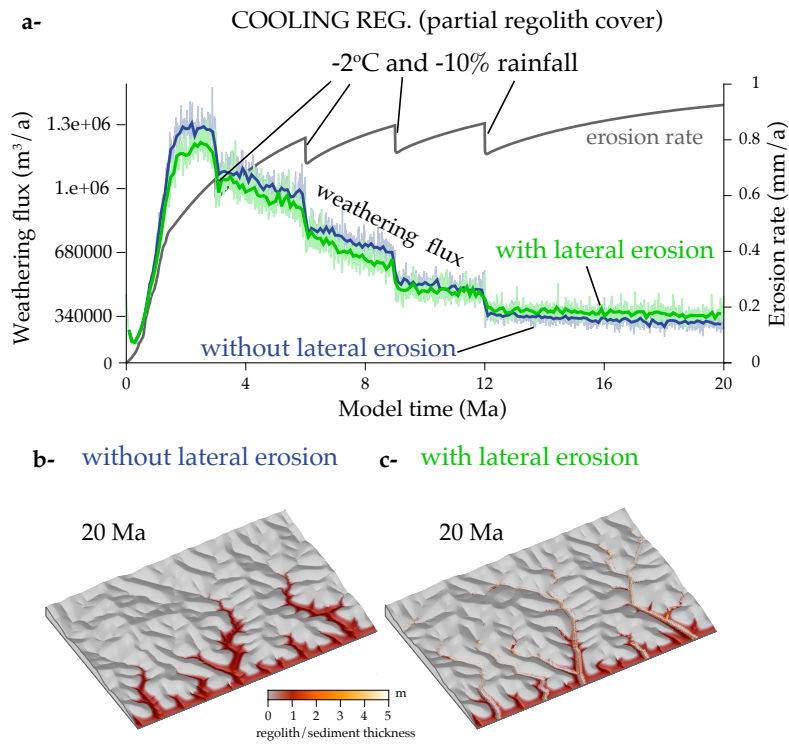 a-
COOLING REG. (partial regolith cover)
-2°C and -10% rainfall
1
1.3e+06
0.8
erosion rate
1.e+06
0.6
weathering flux
680000
0.4
with lateral erosion
340000
0.2
without lateral erosion
0
0
0
4
8
12
16
20
Weathering flux (m³/a)
Erosion rate (mm/a)
Model time (Ma)
b- without lateral erosion
c- with lateral erosion
20 Ma
20 Ma
m
0 1 2 3 4 5
regolith/sediment thickness